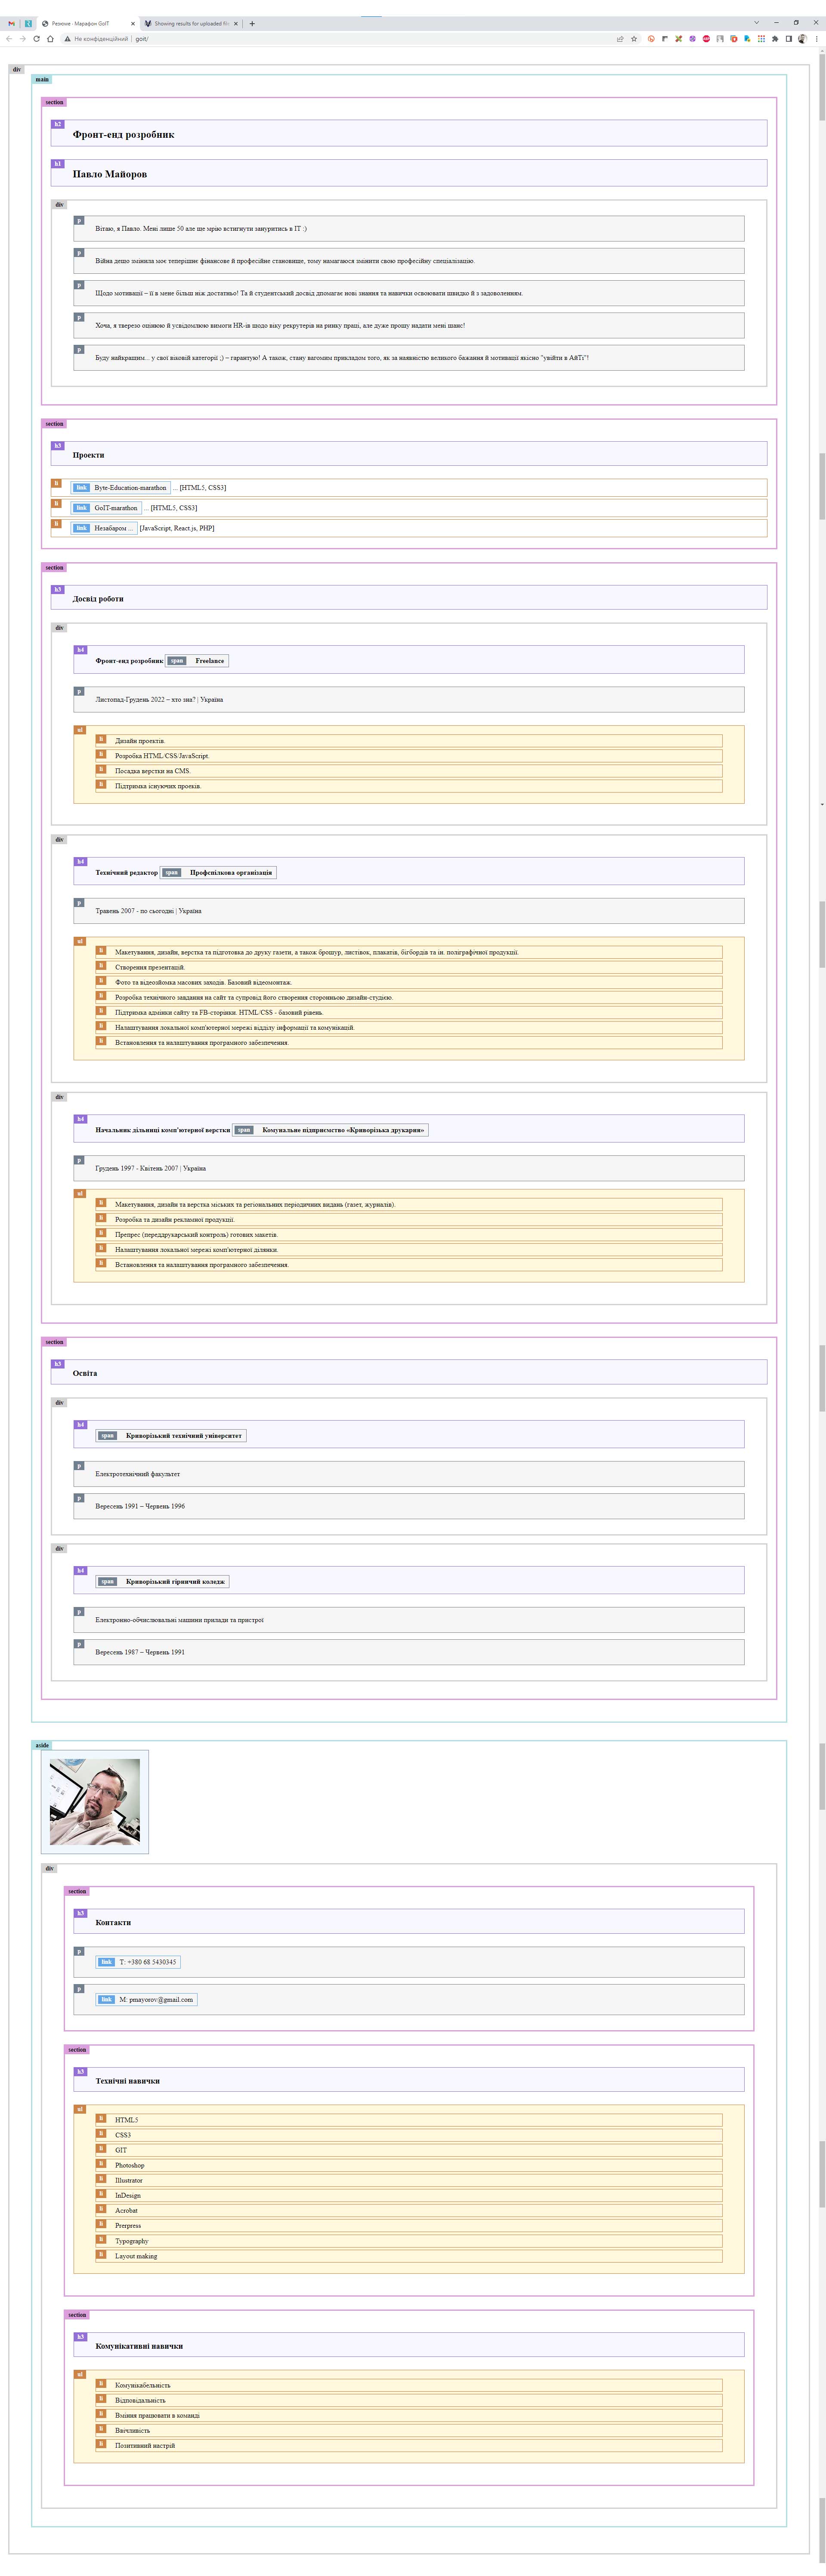 Резюме - Марафон GoIT
Showing results for uploaded file
Не конфіденційний
goit/
div
main
section
h2
Фронт-енд розробник
h1
Павло Майоров
div
p
Вітаю, я Павло. Мені лише 50 але ще мрію встигнути зануритись в IT :)
p
Війна дещо змінила моє теперішнє фінансове й професійне становище, тому намагаюся змінити свою професійну спеціалізацію.
p
Щодо мотивації – її в мене більш ніж достатньо! Та й студентський досвід дпомагає нові знання та навички освоювати швидко й з задоволенням.
p
Хоча, я тверезо оцінюю й усвідомлюю вимоги HR-ів щодо віку рекрутерів на ринку праці, але дуже прошу надати мені шанс!
p
Буду найкращим... у свої віковій категорії ;) – гарантую! А також, стану вагомим прикладом того, як за наявністю великого бажання й мотивації якісно "увійти в АйТі"!
section
h3
Проекти
li link Byte-Education-marathon ... [HTML5, CSS3]
li link GoIT-marathon ... [HTML5, CSS3]
li link Незабаром ... [JavaScript, React.js, PHP]
section
h3
Досвід роботи
div
h4
Фронт-енд розробник span Freelance
p
Листопад-Грудень 2022 – хто зна? | Україна
ul
li Дизайн проектів.
li Розробка HTML/CSS/JavaScript.
li Посадка верстки на CMS.
li Підтримка існуючих проеків.
div
h4
Технічний редактор span Профспілкова організація
p
Травень 2007 - по сьогодні | Україна
ul
li Макетування, дизайн, верстка та підготовка до друку газети, а також брошур, листівок, плакатів, бігбордів та ін. поліграфічної продукції.
li Створення презентацій.
li Фото та відеозйомка масових заходів. Базовий відеомонтаж.
li Розробка технічного завдання на сайт та супровід його створення сторонньою дизайн-студією.
li Підтримка адмінки сайту та FB-сторінки. HTML/CSS - базовий рівень.
li Налаштування локальної комп'ютерної мережі відділу інформації та комунікацій.
li Встановлення та налаштування програмного забезпечення.
div
h4
Начальник дільниці комп'ютерної верстки span Комунальне підприємство «Криворізька друкарня»
p
Грудень 1997 - Квітень 2007 | Україна
ul
li Макетування, дизайн та верстка міських та регіональних періодичних видань (газет, журналів).
li Розробка та дизайн рекламної продукції.
li Препрес (переддрукарський контроль) готових макетів.
li Налаштування локальної мережі комп'ютерної ділянки.
li Встановлення та налаштування програмного забезпечення.
section
h3
Освіта
div
h4
span Криворізький технічний університет
p
Електротехнічний факультет
p
Вересень 1991 – Червень 1996
div
h4
span Криворізький гірничий коледж
p
Електронно-обчислювальні машини прилади та пристрої
p
Вересень 1987 – Червень 1991
aside
div
section
h3
Контакти
p
link Т: +380 68 5430345
p
link M: pmayorov@gmail.com
section
h3
Технічні навички
ul
li HTML5
li CSS3
li GIT
li Photoshop
li Illustrator
li InDesign
li Acrobat
li Prerpress
li Typography
li Layout making
section
h3
Комунікативні навички
ul
li Комунікабельність
li Відповідальність
li Вміння працювати в команді
li Ввічливість
li Позитивний настрій